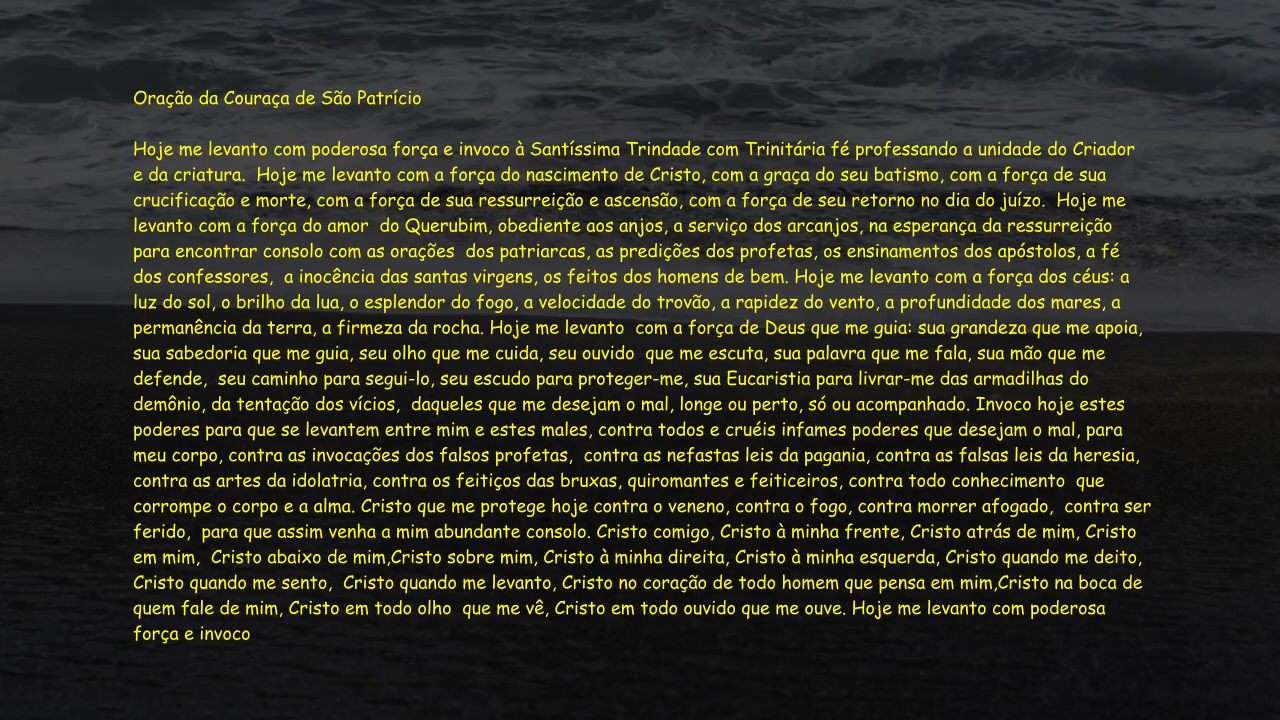 Oração da Couraça de São Patrício
Hoje me levanto com poderosa força e invoco à Santíssima Trindade com Trinitária fé professando a unidade do Criador
e da criatura.  Hoje me levanto com a força do nascimento de Cristo, com a graça do seu batismo, com a força de sua
crucificação e morte, com a força de sua ressurreição e ascensão, com a força de seu retorno no dia do juízo.  Hoje me
levanto com a força do amor  do Querubim, obediente aos anjos, a serviço dos arcanjos, na esperança da ressurreição
para encontrar consolo com as orações  dos patriarcas, as predições dos profetas, os ensinamentos dos apóstolos, a fé
dos confessores,  a inocência das santas virgens, os feitos dos homens de bem. Hoje me levanto com a força dos céus: a
luz do sol, o brilho da lua, o esplendor do fogo, a velocidade do trovão, a rapidez do vento, a profundidade dos mares, a
permanência da terra, a firmeza da rocha. Hoje me levanto  com a força de Deus que me guia: sua grandeza que me apoia,
sua sabedoria que me guia, seu olho que me cuida, seu ouvido  que me escuta, sua palavra que me fala, sua mão que me
defende,  seu caminho para segui-lo, seu escudo para proteger-me, sua Eucaristia para livrar-me das armadilhas do
demônio, da tentação dos vícios,  daqueles que me desejam o mal, longe ou perto, só ou acompanhado. Invoco hoje estes
poderes para que se levantem entre mim e estes males, contra todos e cruéis infames poderes que desejam o mal, para
meu corpo, contra as invocações dos falsos profetas,  contra as nefastas leis da pagania, contra as falsas leis da heresia,
contra as artes da idolatria, contra os feitiços das bruxas, quiromantes e feiticeiros, contra todo conhecimento  que
corrompe o corpo e a alma. Cristo que me protege hoje contra o veneno, contra o fogo, contra morrer afogado,  contra ser
ferido,  para que assim venha a mim abundante consolo. Cristo comigo, Cristo à minha frente, Cristo atrás de mim, Cristo
em mim,  Cristo abaixo de mim,Cristo sobre mim, Cristo à minha direita, Cristo à minha esquerda, Cristo quando me deito,
Cristo quando me sento,  Cristo quando me levanto, Cristo no coração de todo homem que pensa em mim,Cristo na boca de
quem fale de mim, Cristo em todo olho  que me vê, Cristo em todo ouvido que me ouve. Hoje me levanto com poderosa
força e invoco